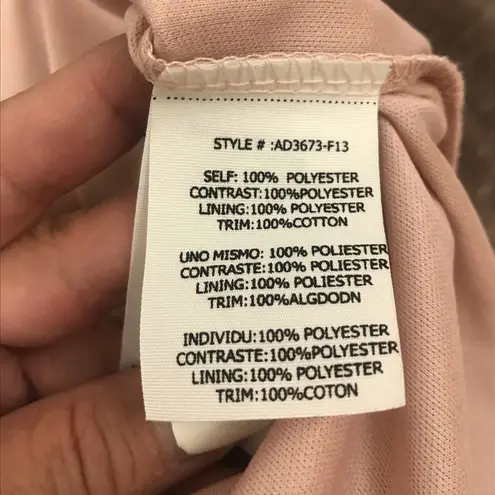 STYLE # :AD3673-F13
SELF: 100% POLYESTER
CONTRAST:100%POLYESTER
LINING:100% POLYESTER
TRIM:100%COTTON
UNO MISMO: 100% POLIESTER
CONTRASTE:100% POLIESTER
LINING:100% POLIESTER
TRIM:100%ALGDODN
INDIVIDU:100% POLYESTER
CONTRASTE:100%POLYESTER
LINING:100% POLYESTER
TRIM:100%COTON